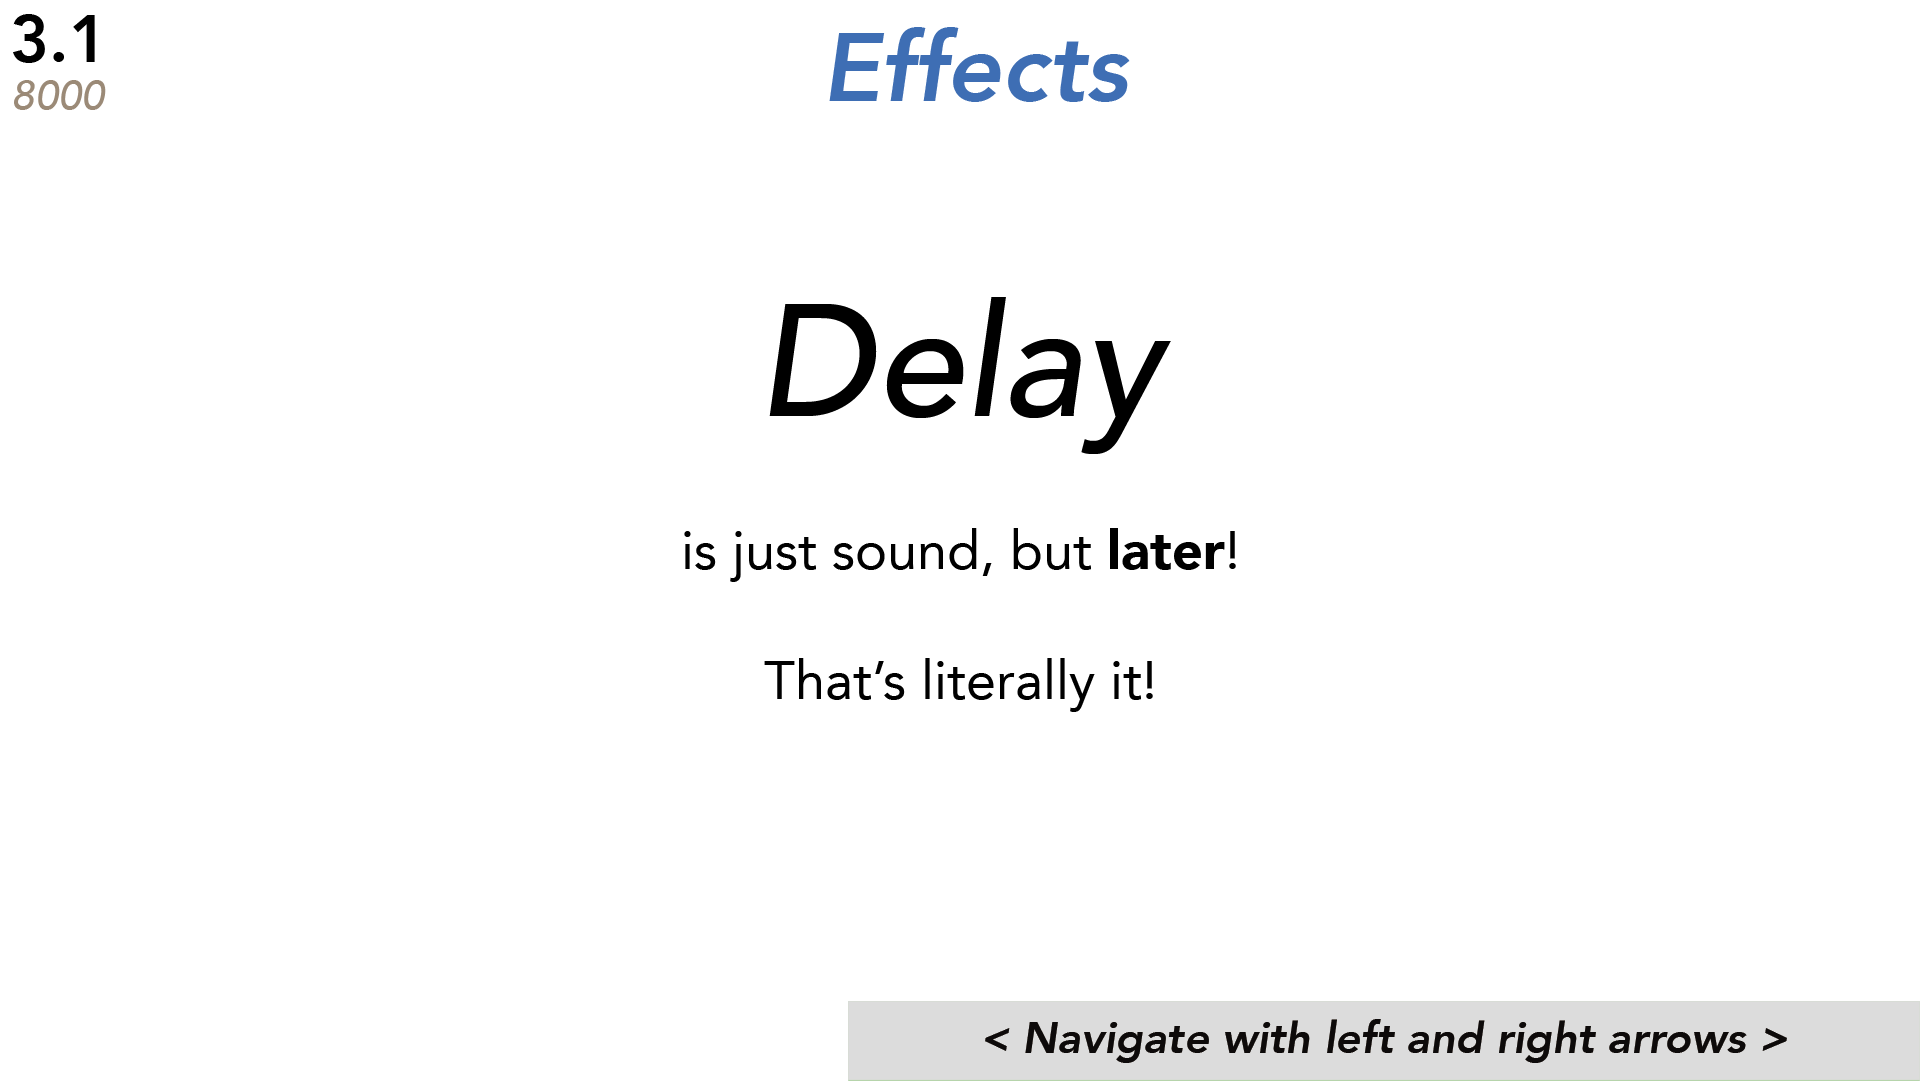 3.1
8000
Effects
Delay
is just sound, but later!
That’s literally it!
< Navigate with left and right arrows >